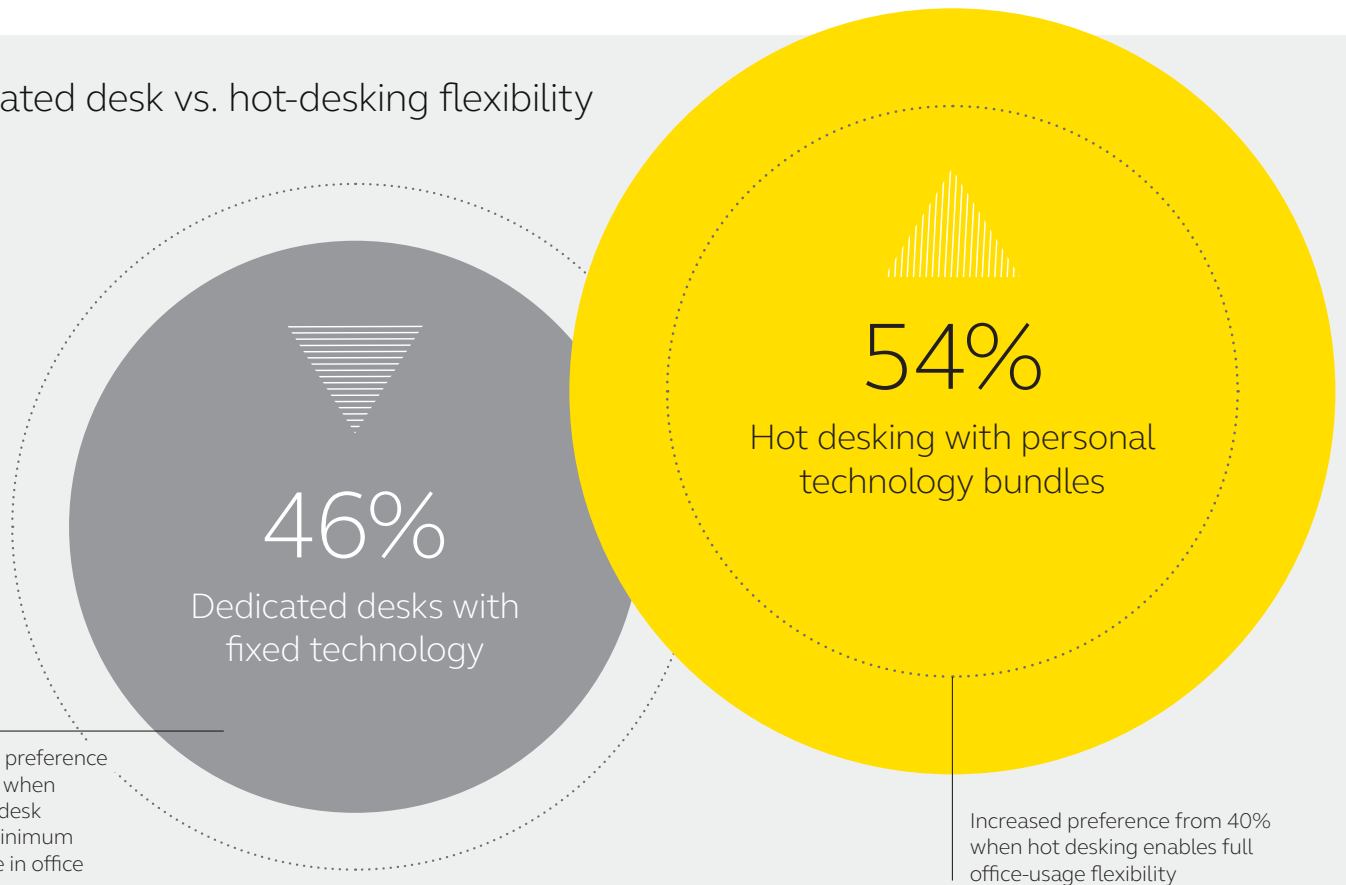 ated desk vs. hot-desking flexibility
54%
Hot desking with personal
technology bundles
46%
Dedicated desks with
fixed technology
preference
when
desk
inimum
e in office
Increased preference from 40%
when hot desking enables full
office-usage flexibility